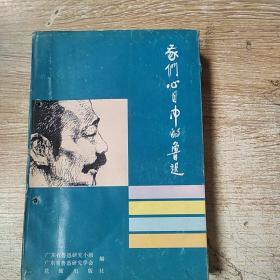 我們心目中的魯迅
广东省鲁迅研究小组
广东省鲁迅研究学会 编
花城出版社